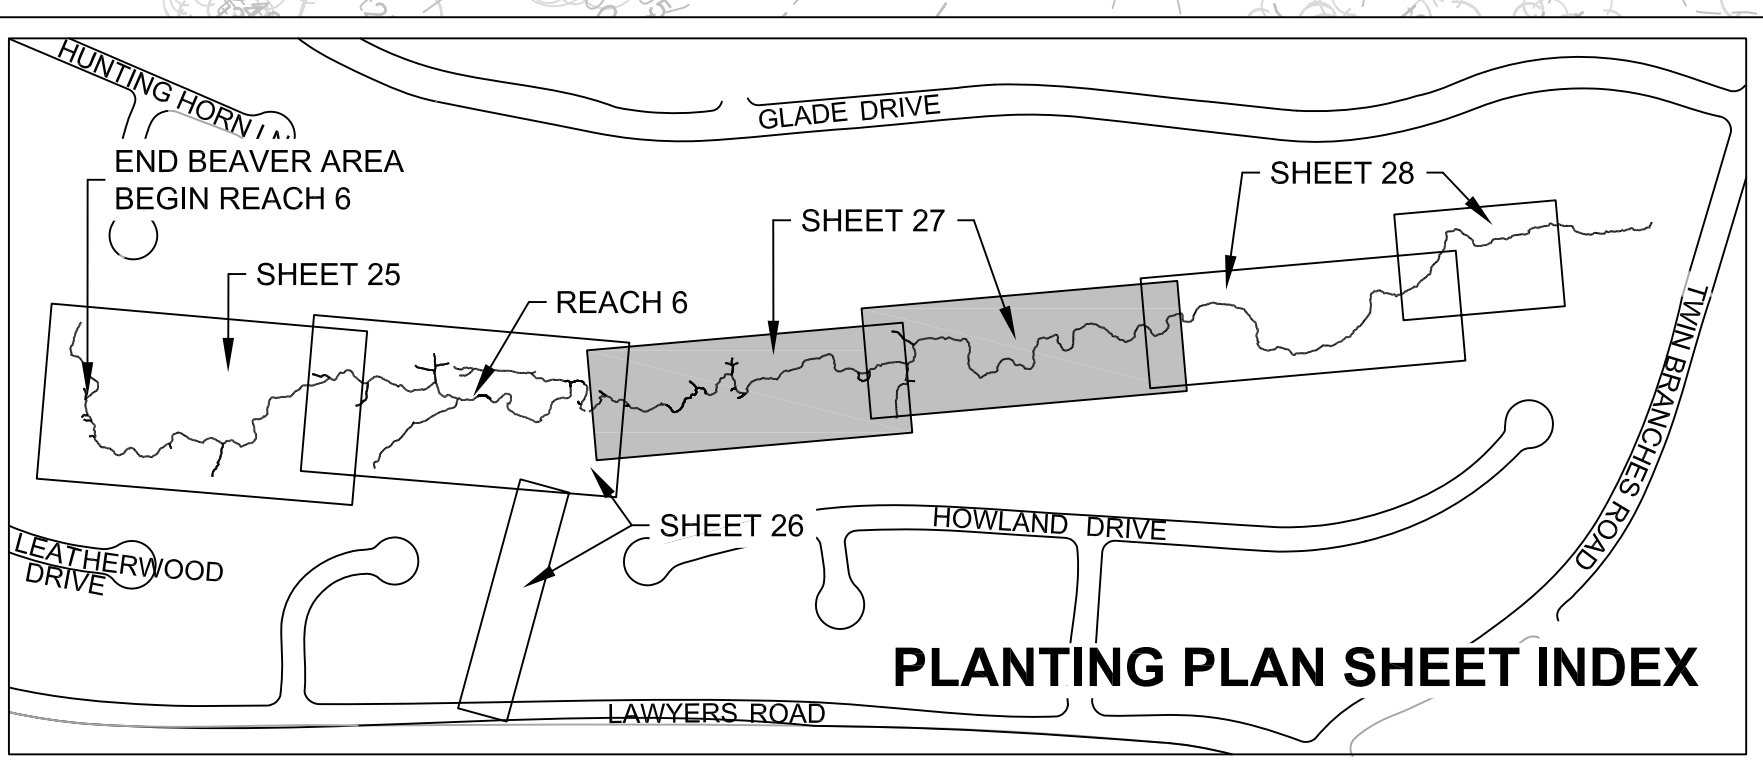 HUNTING HORN LN
GLADE DRIVE
END BEAVER AREA
BEGIN REACH 6
SHEET 28
SHEET 27
SHEET 25
REACH 6
TWIN BRANCHES ROAD
SHEET 26
HOWLAND DRIVE
LEATHERWOOD
DRIVE
PLANTING PLAN SHEET INDEX
LAWYERS ROAD